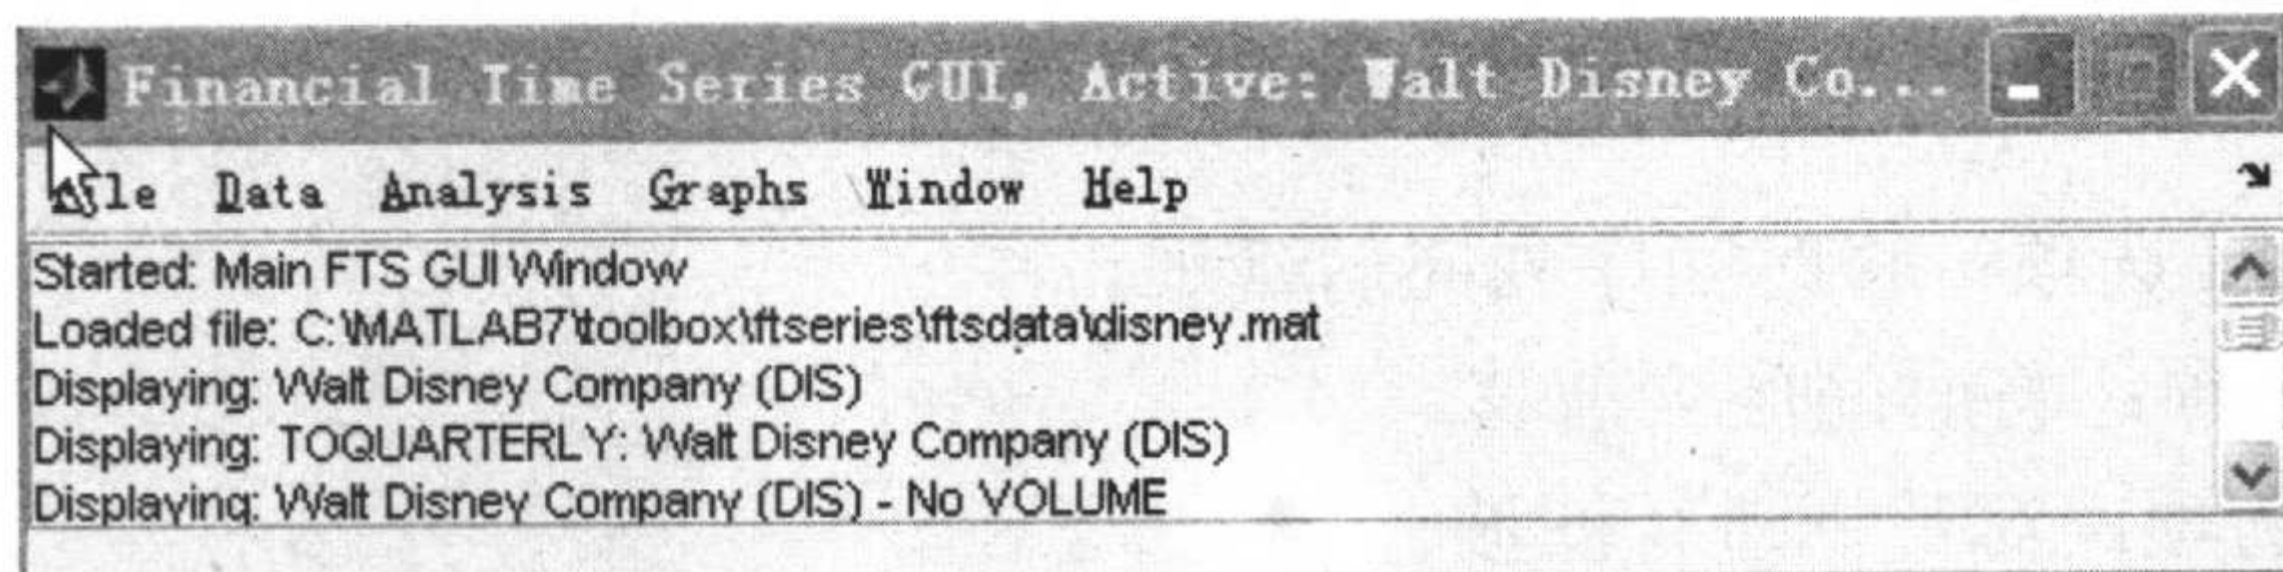 Financial Time Series GUI, Active: Walt Disney Co...
File Data Analysis Graphs Window Help
Started: Main FTS GUI Window
Loaded file: C:\MATLAB7\toolbox\ftseries\ftsdata\disney.mat
Displaying: Walt Disney Company (DIS)
Displaying: TOQUARTERLY: Walt Disney Company (DIS)
Displaying: Walt Disney Company (DIS) - No VOLUME